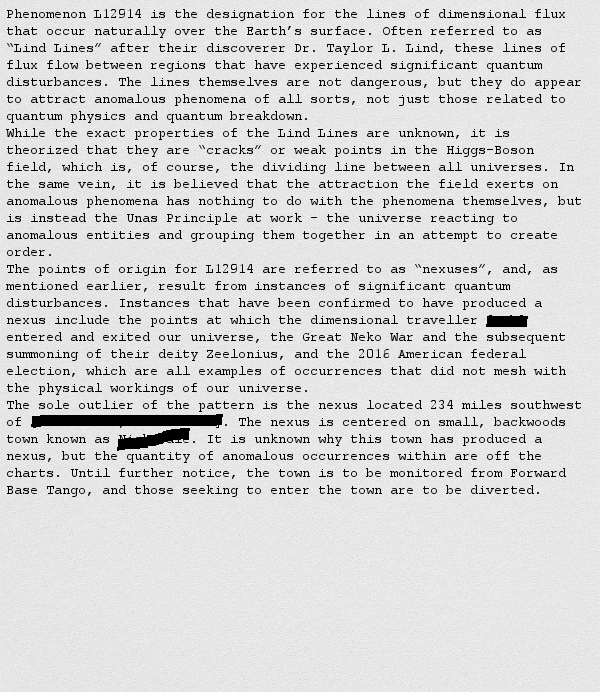 Phenomenon L12914 is the designation for the lines of dimensional flux
that occur naturally over the Earth's surface. Often referred to as
“Lind Lines” after their discoverer Dr. Taylor L. Lind, these lines of
flux flow between regions that have experienced significant quantum
disturbances. The lines themselves are not dangerous, but they do appear
to attract anomalous phenomena of all sorts, not just those related to
quantum physics and quantum breakdown.
While the exact properties of the Lind Lines are unknown, it is
theorized that they are “cracks” or weak points in the Higgs-Boson
field, which is, of course, the dividing line between all universes. In
the same vein, it is believed that the attraction the field exerts on
anomalous phenomena has nothing to do with the phenomena themselves, but
is instead the Unas Principle at work – the universe reacting to
anomalous entities and grouping them together in an attempt to create
order.
The points of origin for L12914 are referred to as “nexuses”, and, as
mentioned earlier, result from instances of significant quantum
disturbances. Instances that have been confirmed to have produced a
nexus include the points at which the dimensional traveller
entered and exited our universe, the Great Neko War and the subsequent
summoning of their deity Zeelonius, and the 2016 American federal
election, which are all examples of occurrences that did not mesh with
the physical workings of our universe.
The sole outlier of the pattern is the nexus located 234 miles southwest
of . The nexus is centered on small, backwoods
town known as . It is unknown why this town has produced a
nexus, but the quantity of anomalous occurrences within are off the
charts. Until further notice, the town is to be monitored from Forward
Base Tango, and those seeking to enter the town are to be diverted.